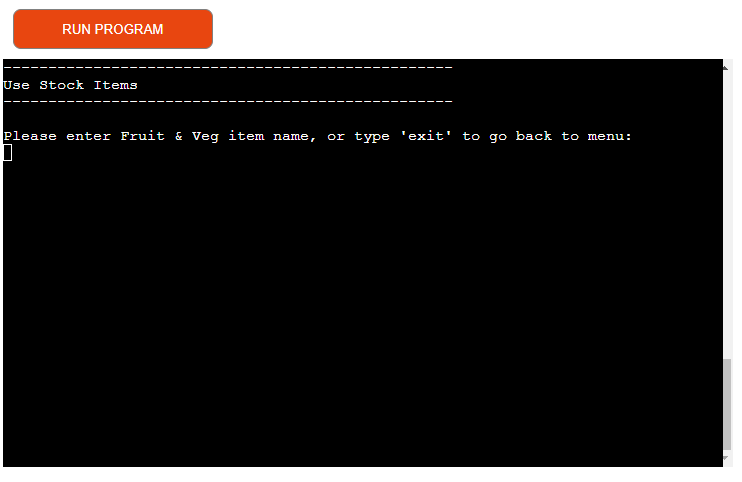 RUN PROGRAM
--------------------------------------------------
Use Stock Items
--------------------------------------------------
Please enter Fruit & Veg item name, or type 'exit' to go back to menu: